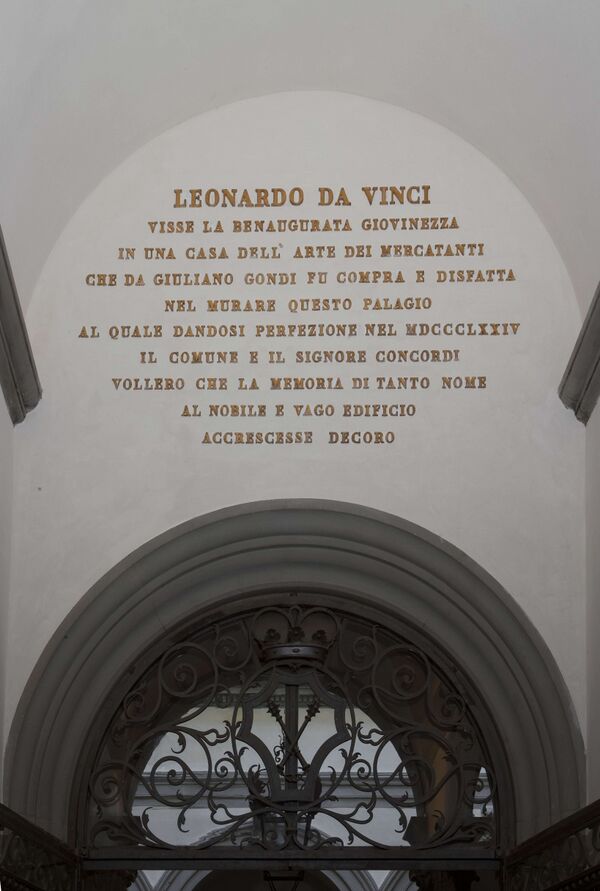 LEONARDO DA VINCI
VISSE LA BENAUGURATA GIOVINEZZA
IN UNA CASA DELL' ARTE DEI MERCATANTI
CHE DA GIULIANO GONDI FU COMPRA E DISFATTA
NEL MURARE QUESTO PALAGIO
AL QUALE DANDOSI PERFEZIONE NEL MDCCCLXXIV
IL COMUNE E IL SIGNORE CONCORDI
VOLLERO CHE LA MEMORIA DI TANTO NOME
AL NOBILE E VAGO EDIFICIO
ACCRESCESSE DECORO